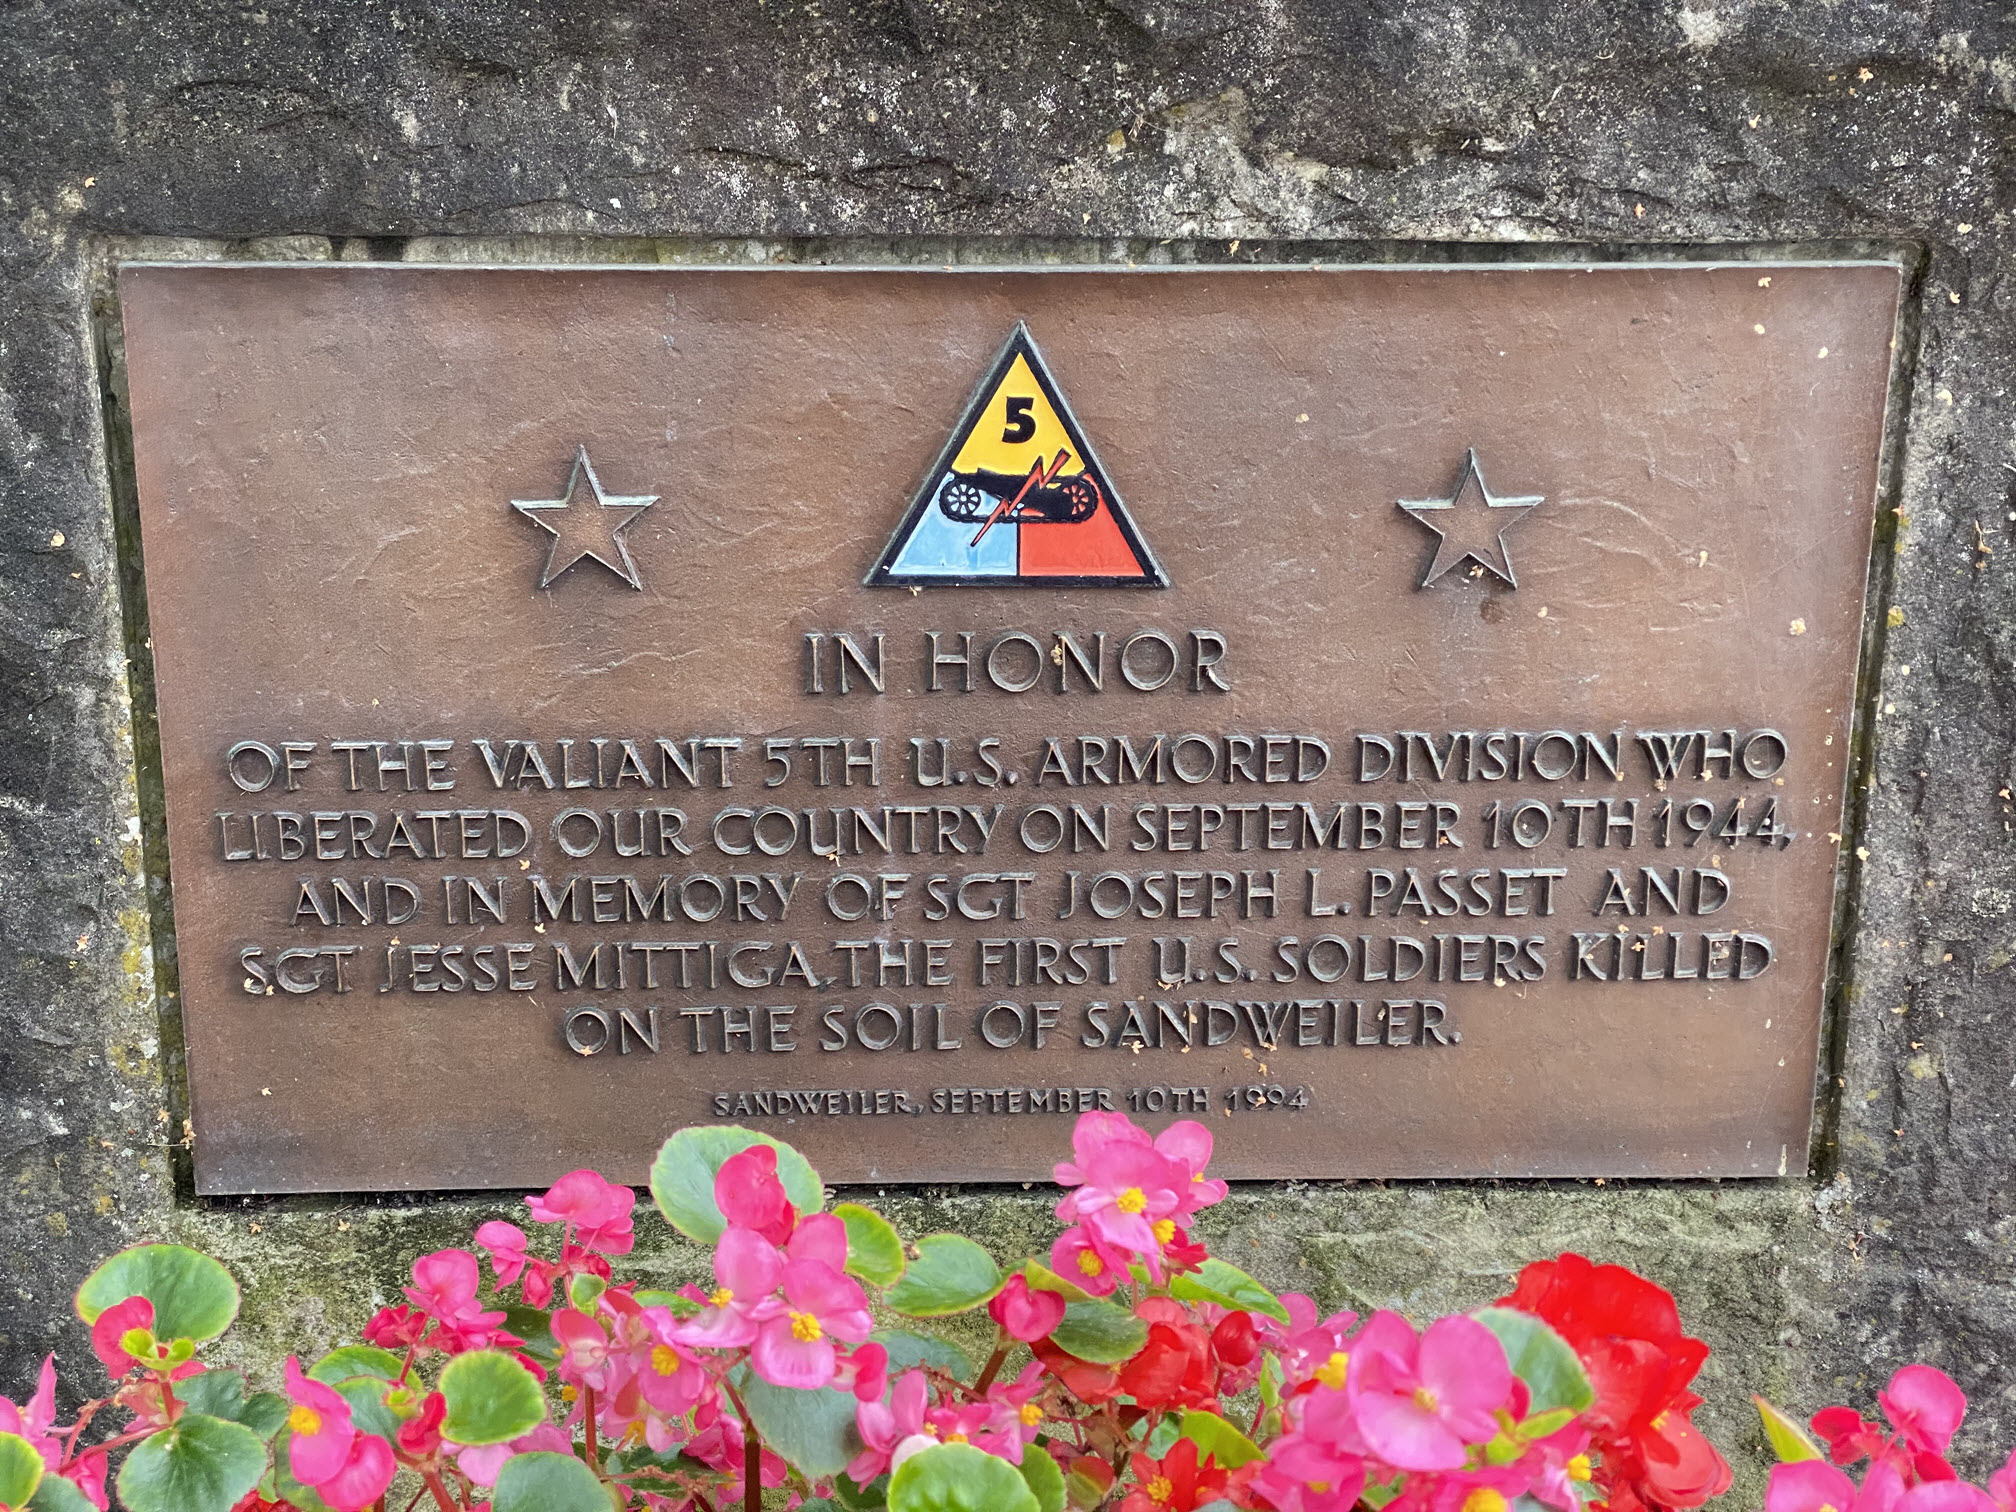 5
IN HONOR
OF THE VALIANT 5TH U.S. ARMORED DIVISION WHO
LIBERATED OUR COUNTRY ON SEPTEMBER 10TH 1944,
AND IN MEMORY OF SGT JOSEPH L. PASSET AND
SGT JESSE MITTIGA, THE FIRST U.S. SOLDIERS KILLED
ON THE SOIL OF SANDWEILER.
SANDWEILER, SEPTEMBER 10TH 1994